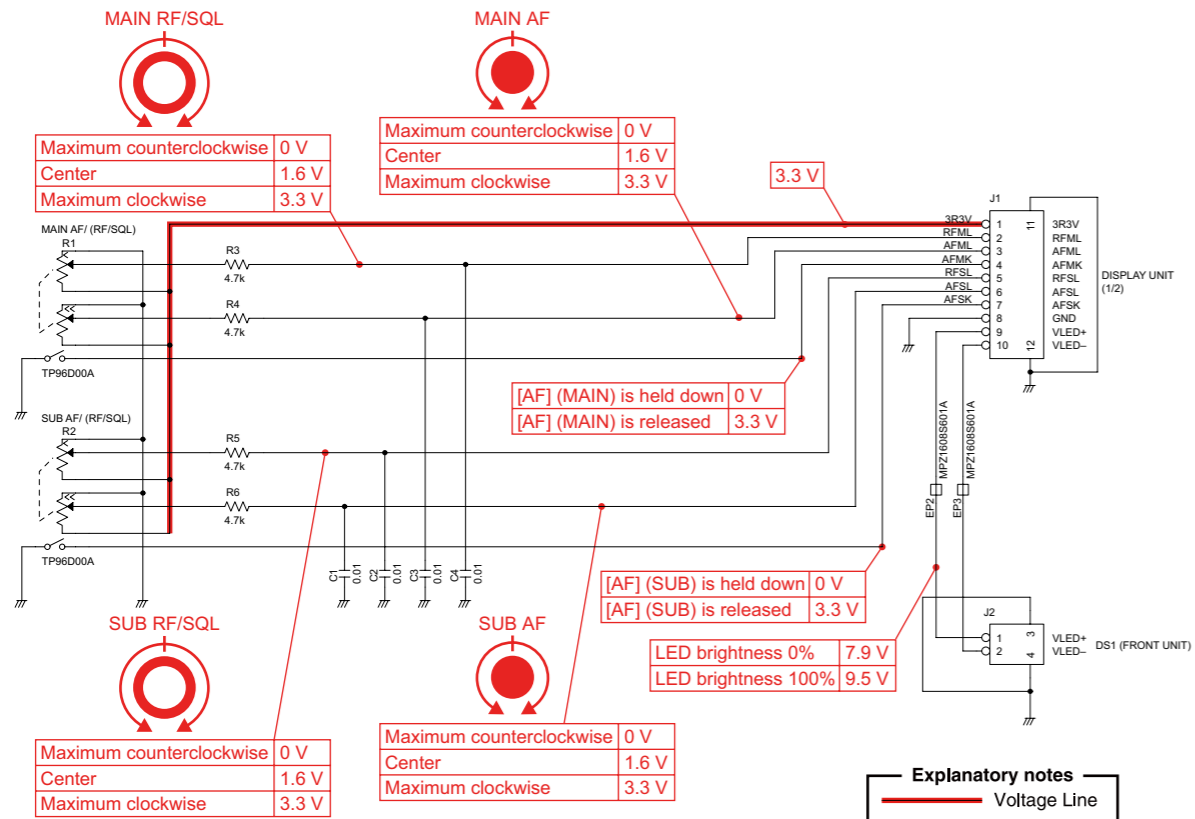 MAIN RF/SQL
Maximum counterclockwise 0 V
Center 1.6 V
Maximum clockwise 3.3 V
MAIN AF
Maximum counterclockwise 0 V
Center 1.6 V
Maximum clockwise 3.3 V
3.3 V
MAIN AF/ (RF/SQL)
R1
R3
4.7k
R4
4.7k
TP96D00A
SUB AF/ (RF/SQL)
R2
R5
4.7k
R6
4.7k
TP96D00A
C1 0.01
C2 0.01
C3 0.01
C4 0.01
J1
3R3V 1 3R3V
RFML 2 RFML
AFML 3 AFML
AFMK 4 AFMK
RFSL 5 RFSL
AFSL 6 AFSL
AFSK 7 AFSK
8 GND
9 VLED+
10 VLED–
11
12
DISPLAY UNIT
(1/2)
[AF] (MAIN) is held down 0 V
[AF] (MAIN) is released 3.3 V
EP2 MPZ1608S601A
EP3 MPZ1608S601A
[AF] (SUB) is held down 0 V
[AF] (SUB) is released 3.3 V
LED brightness 0% 7.9 V
LED brightness 100% 9.5 V
J2
1 3 VLED+
2 4 VLED–
DS1 (FRONT UNIT)
SUB RF/SQL
Maximum counterclockwise 0 V
Center 1.6 V
Maximum clockwise 3.3 V
SUB AF
Maximum counterclockwise 0 V
Center 1.6 V
Maximum clockwise 3.3 V
Explanatory notes
Voltage Line